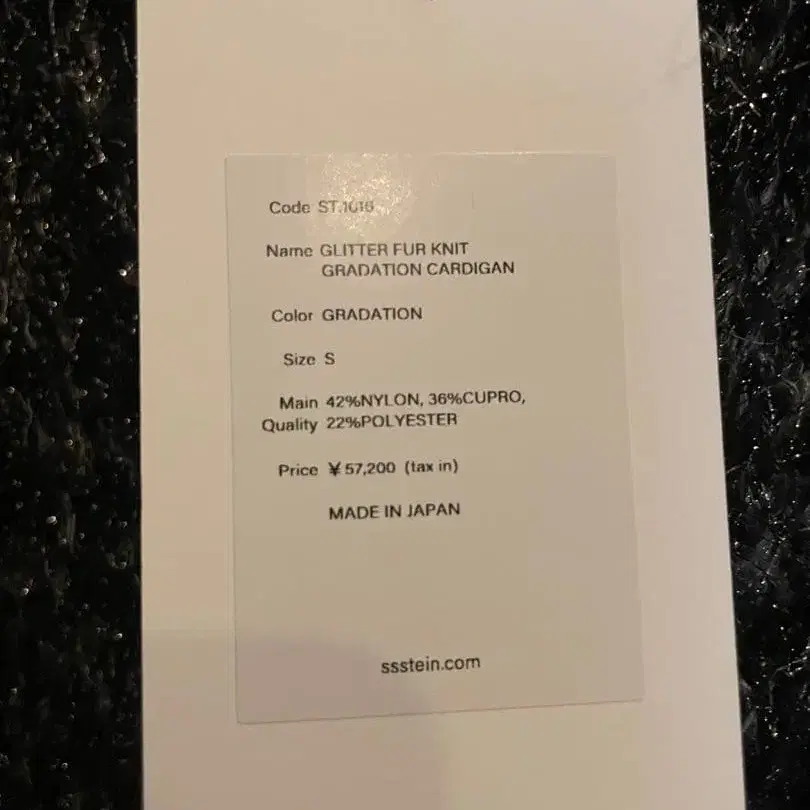 Code ST.1016
Name GLITTER FUR KNIT
GRADATION CARDIGAN
Color GRADATION
Size S
Main 42%NYLON, 36%CUPRO,
Quality 22%POLYESTER
Price ¥57,200 (tax in)
MADE IN JAPAN
ssstein.com